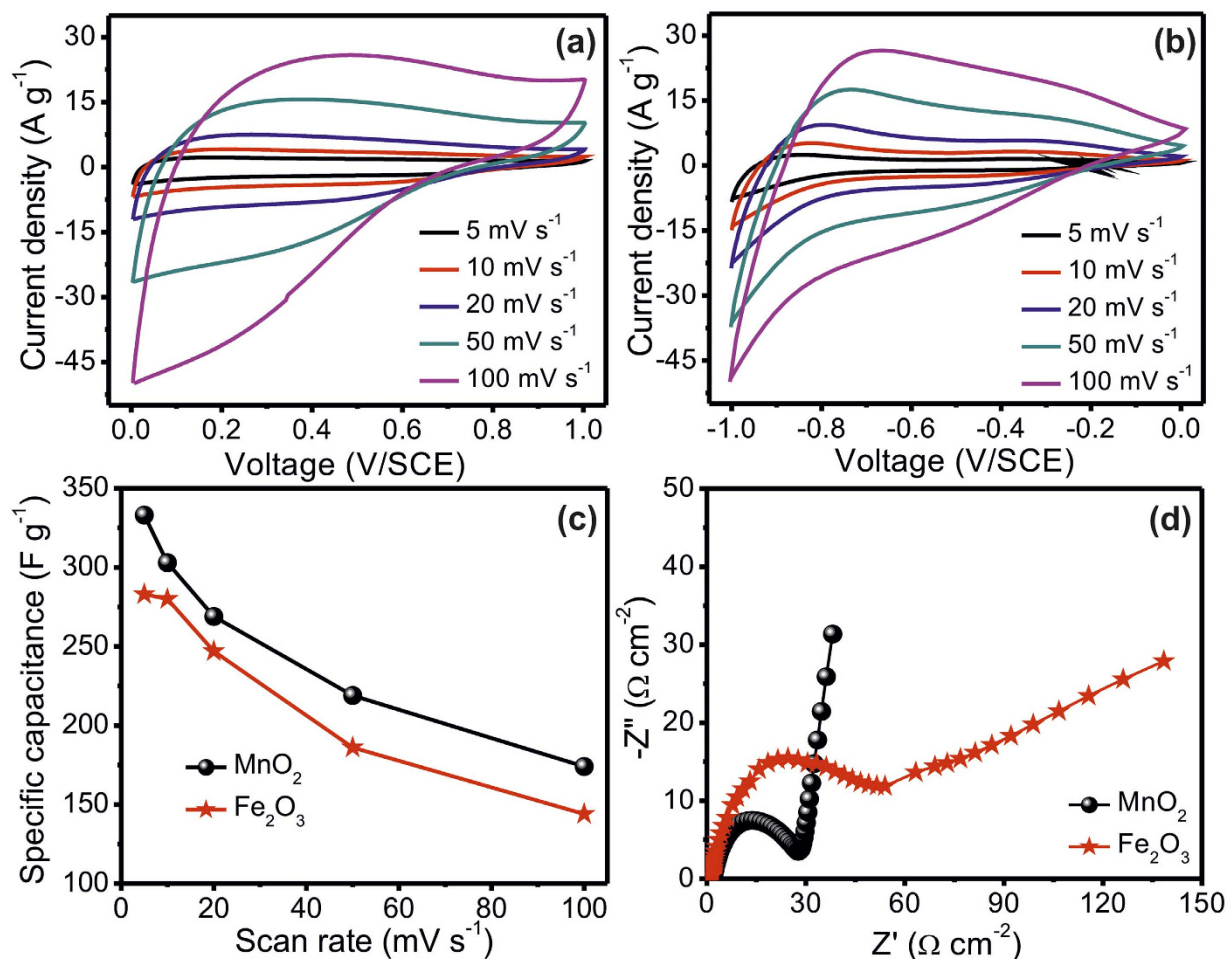 (a)
30
15
0
-15
-30
-45
Current density (A g⁻¹)
5 mV s⁻¹
10 mV s⁻¹
20 mV s⁻¹
50 mV s⁻¹
100 mV s⁻¹
0.0 0.2 0.4 0.6 0.8 1.0
Voltage (V/SCE)
(b)
30
15
0
-15
-30
-45
Current density (A g⁻¹)
5 mV s⁻¹
10 mV s⁻¹
20 mV s⁻¹
50 mV s⁻¹
100 mV s⁻¹
-1.0 -0.8 -0.6 -0.4 -0.2 0.0
Voltage (V/SCE)
(c)
350
300
250
200
150
100
Specific capacitance (F g⁻¹)
MnO₂
Fe₂O₃
0 20 40 60 80 100
Scan rate (mV s⁻¹)
(d)
50
40
30
20
10
0
-Z'' (Ω cm⁻²)
MnO₂
Fe₂O₃
0 30 60 90 120 150
Z' (Ω cm⁻²)